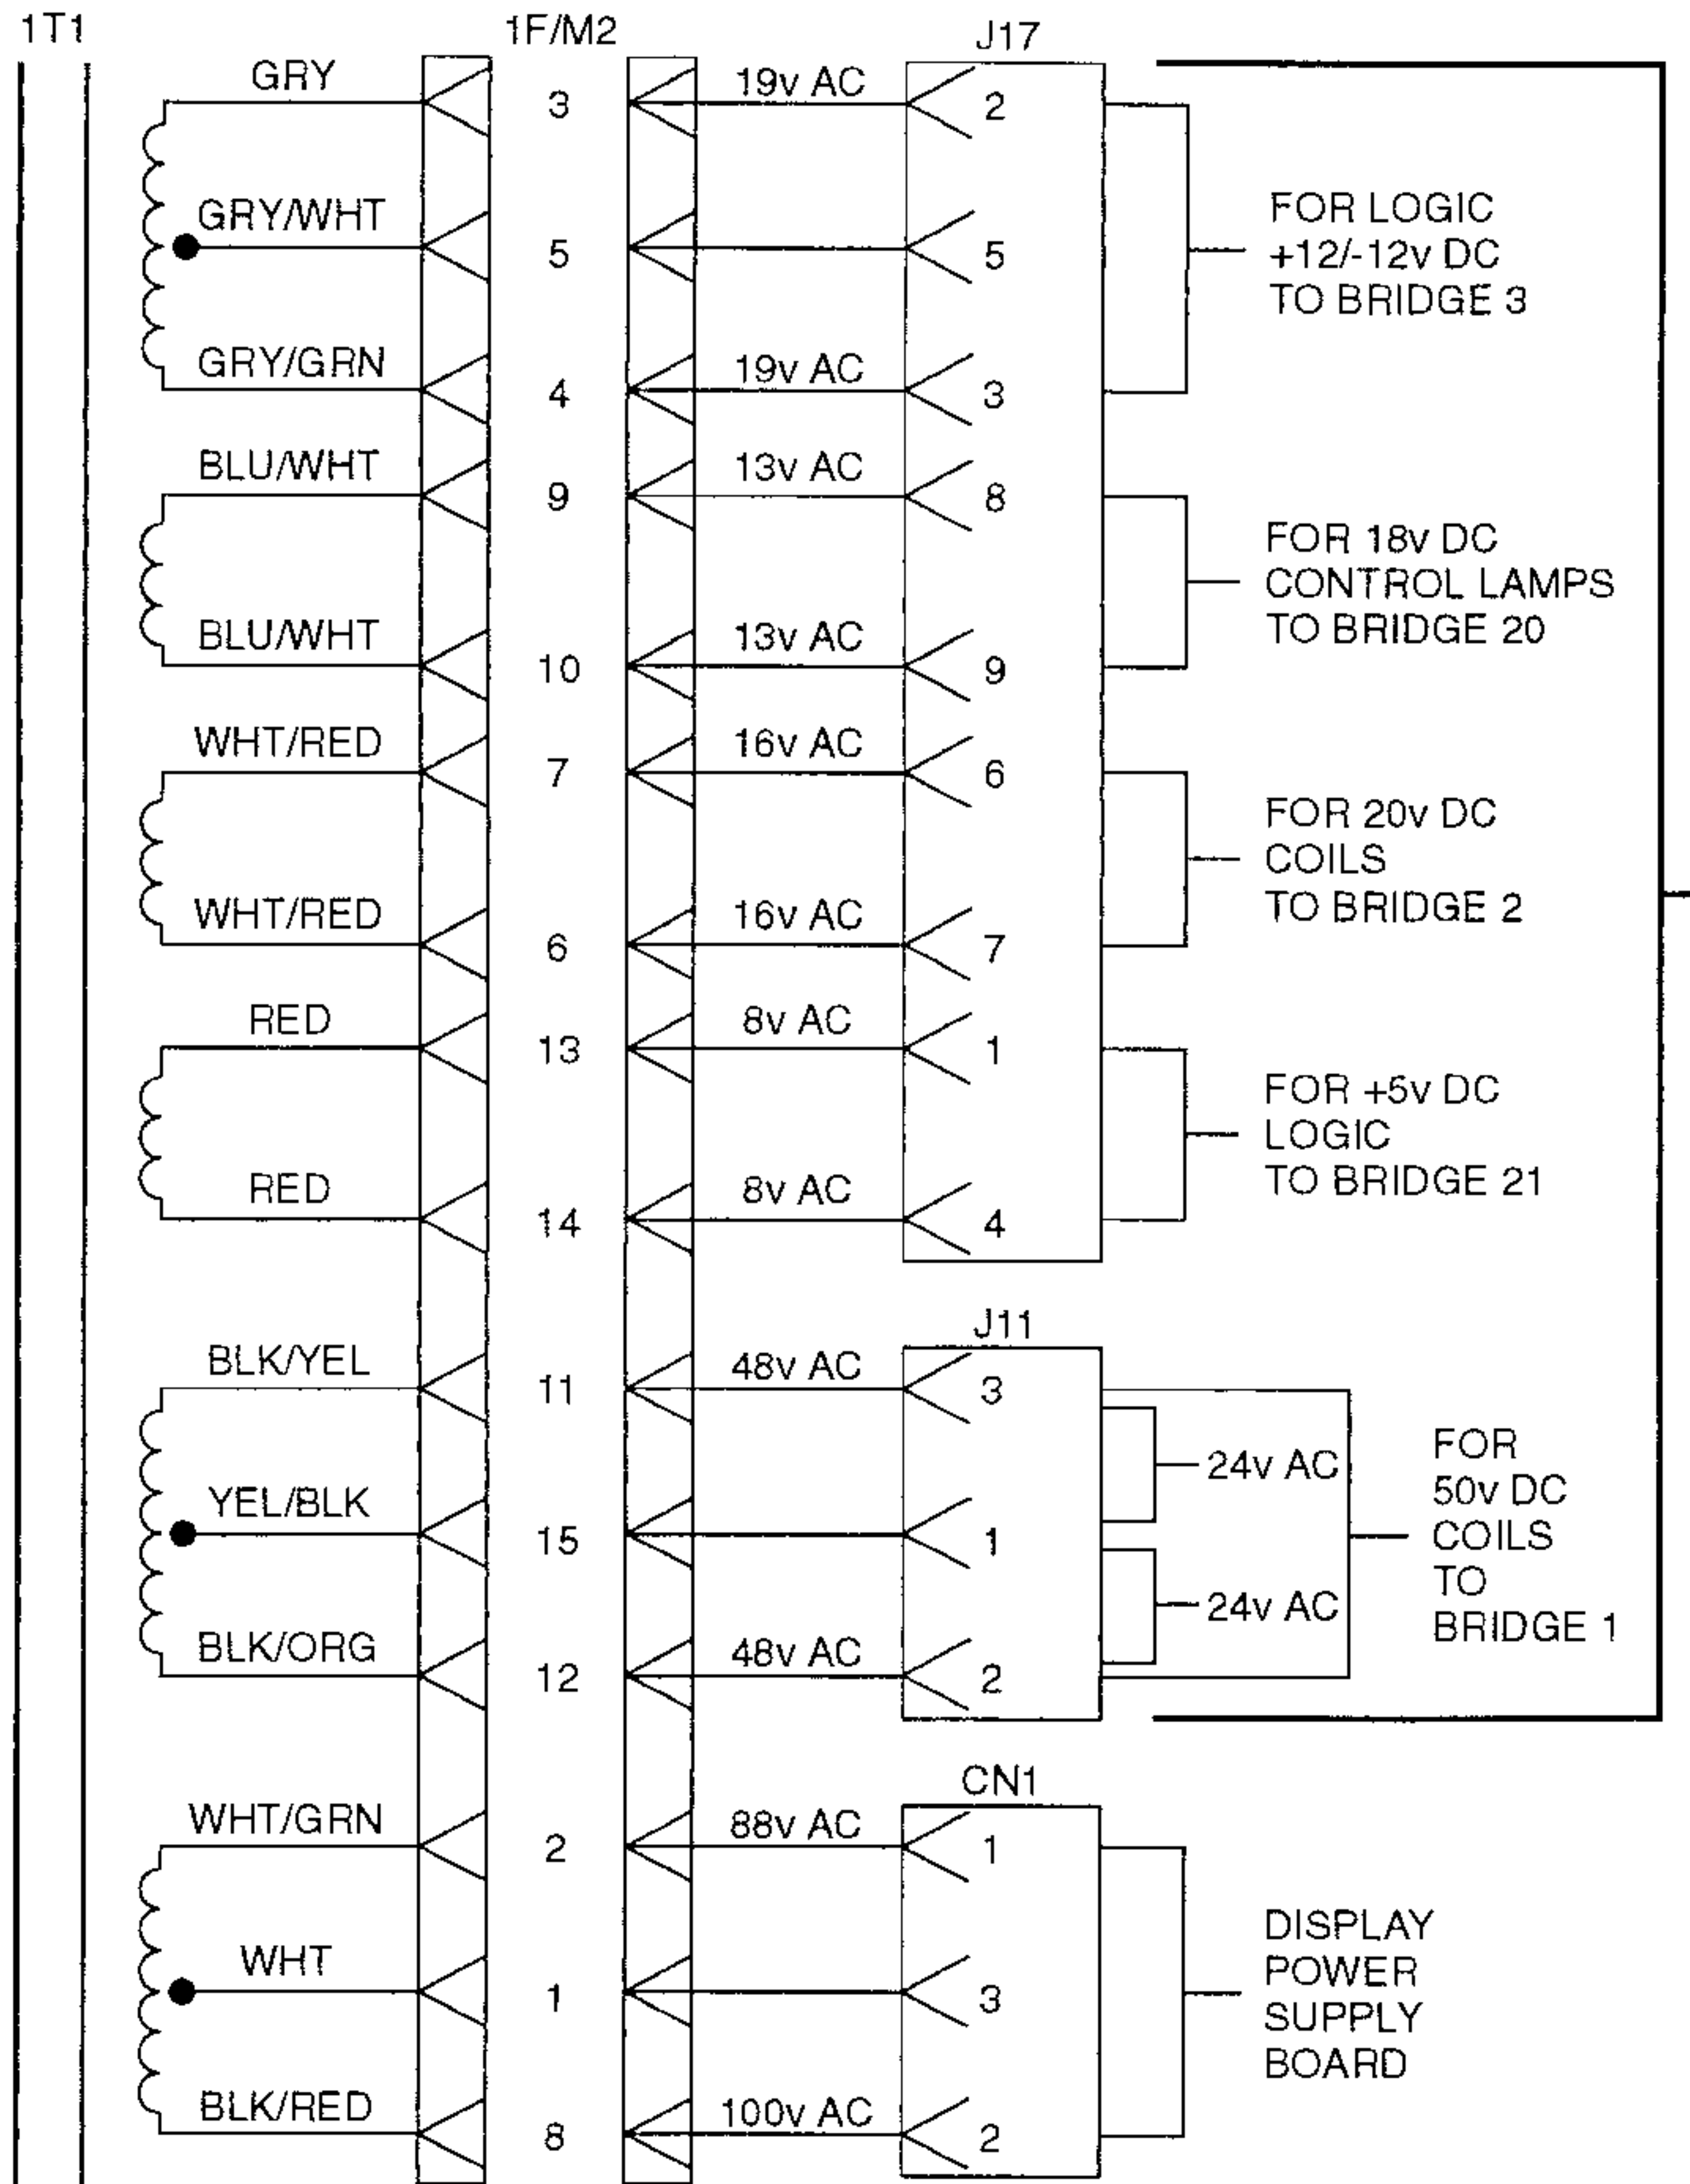 1T1
1F/M2
J17
GRY
3
19v AC
2
GRY/WHT
5
5
FOR LOGIC
+12/-12v DC
TO BRIDGE 3
GRY/GRN
4
19v AC
3
BLU/WHT
9
13v AC
8
FOR 18v DC
CONTROL LAMPS
TO BRIDGE 20
BLU/WHT
10
13v AC
9
WHT/RED
7
16v AC
6
FOR 20v DC
COILS
TO BRIDGE 2
WHT/RED
6
16v AC
7
RED
13
8v AC
1
FOR +5v DC
LOGIC
TO BRIDGE 21
RED
14
8v AC
4
J11
BLK/YEL
11
48v AC
3
24v AC
FOR
50v DC
COILS
TO
BRIDGE 1
YEL/BLK
15
1
24v AC
BLK/ORG
12
48v AC
2
CN1
WHT/GRN
2
88v AC
1
WHT
1
3
DISPLAY
POWER
SUPPLY
BOARD
BLK/RED
8
100v AC
2